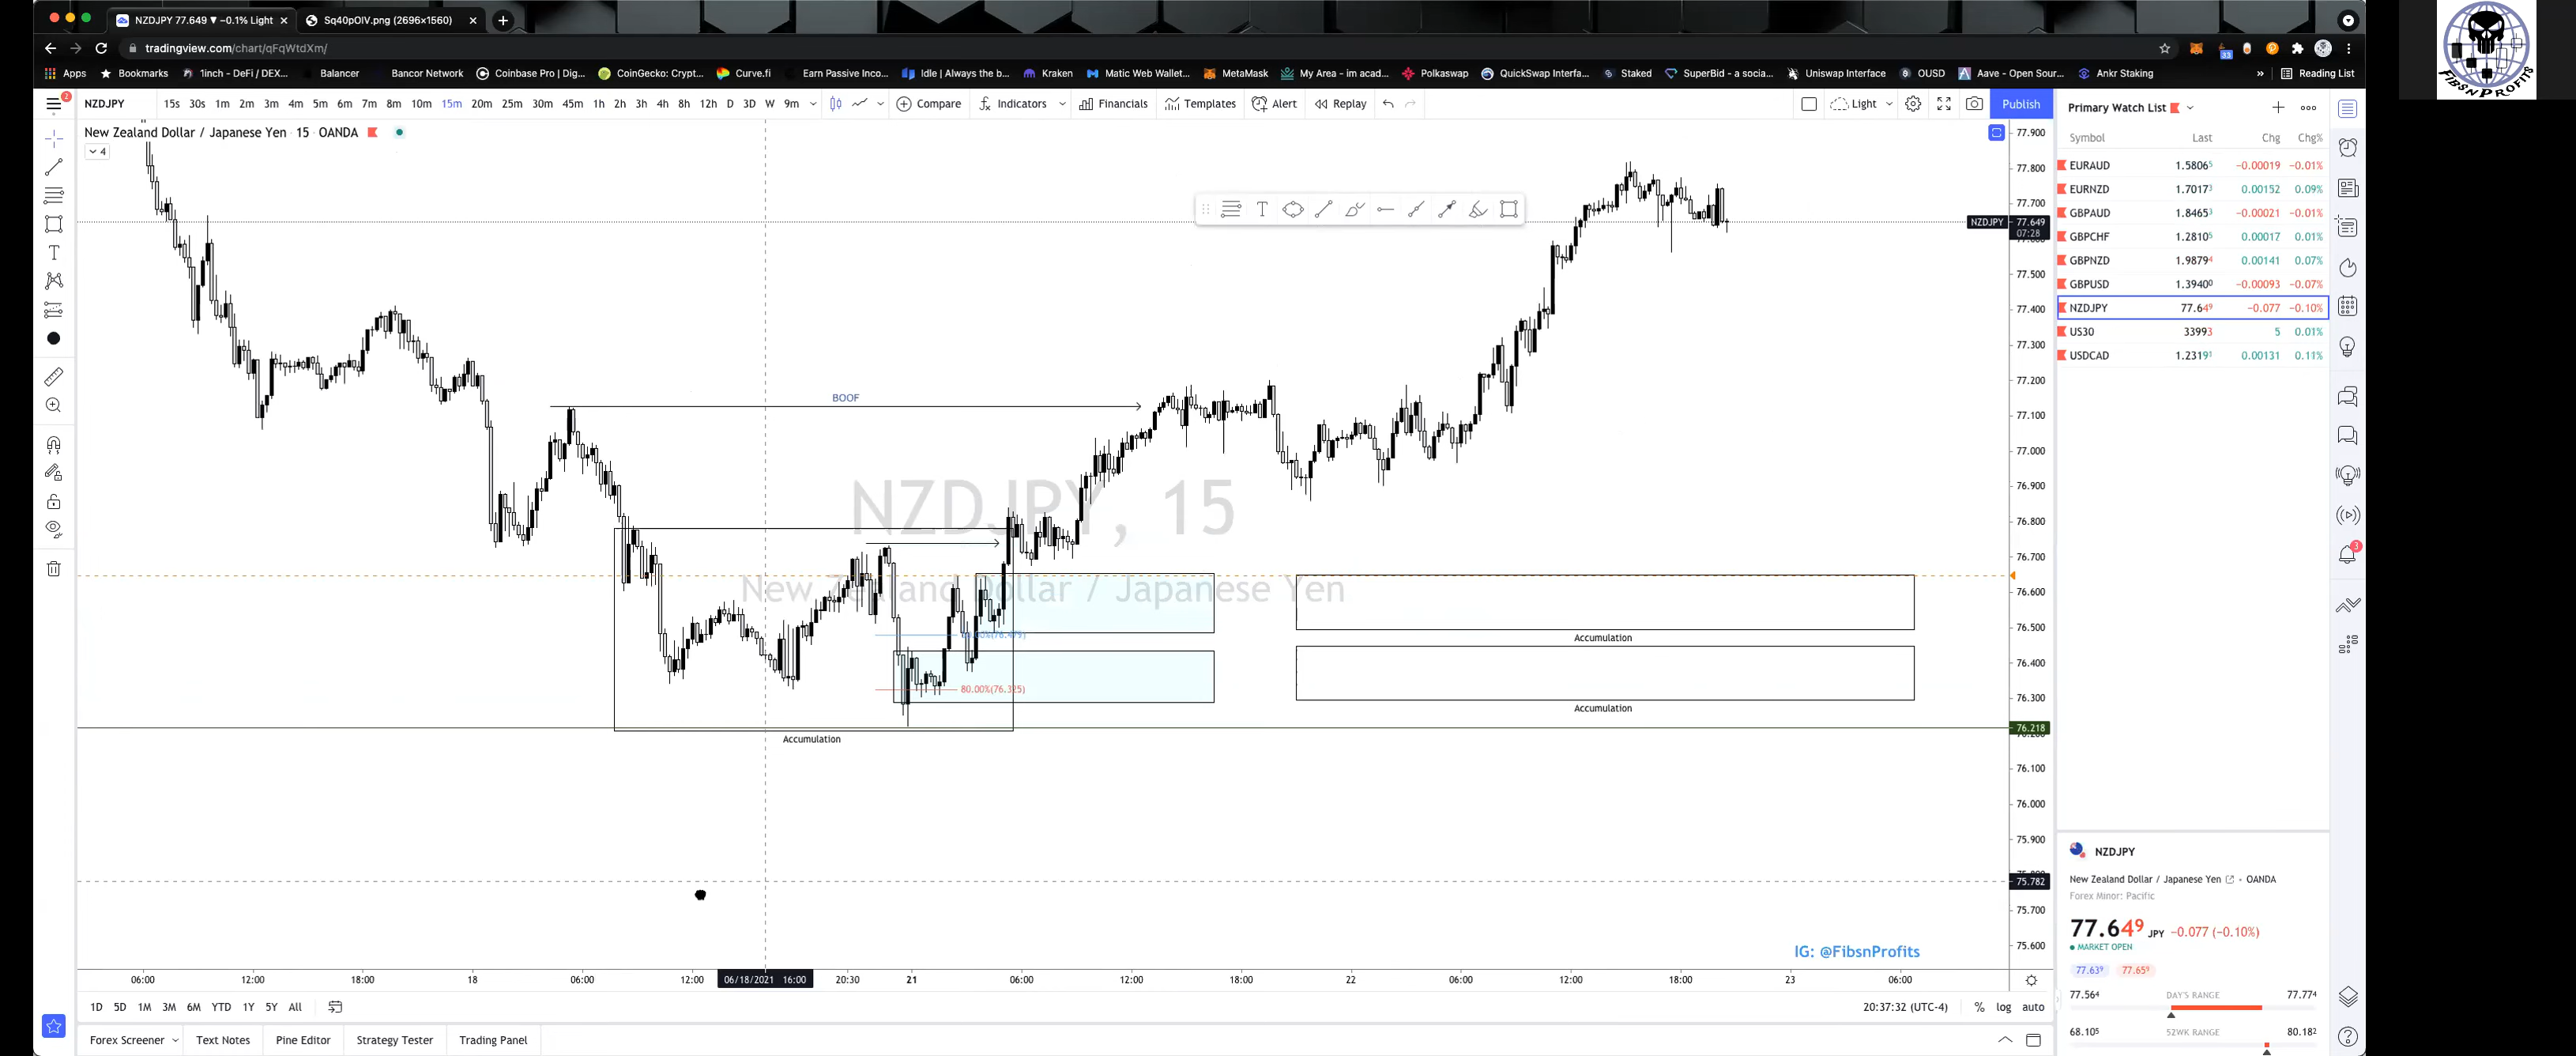 NZDJPY 77.649 ▼ −0.1% Light
Sq40pOIV.png (2696×1560)
tradingview.com/chart/qFqWtdXm/
Apps Bookmarks 1inch - DeFi / DEX... Balancer Bancor Network Coinbase Pro | Dig... CoinGecko: Crypt... Curve.fi Earn Passive Inco... Idle | Always the b... Kraken Matic Web Wallet... MetaMask My Area - im acad... Polkaswap QuickSwap Interfa... Staked SuperBid - a socia... Uniswap Interface OUSD Aave - Open Sour... Ankr Staking » Reading List
FIBSNPROFITS
NZDJPY 15s 30s 1m 2m 3m 4m 5m 6m 7m 8m 10m 15m 20m 25m 30m 45m 1h 2h 3h 4h 8h 12h D 3D W 9m Compare Indicators Financials Templates Alert Replay Light Publish
New Zealand Dollar / Japanese Yen 15 OANDA
4
BOOF
NZDJPY, 15
New Zealand Dollar / Japanese Yen
80.00%(76.325)
Accumulation
Accumulation
Accumulation
IG: @FibsnProfits
77.900
77.800
77.700
NZDJPY 77.649
07:28
77.500
77.400
77.300
77.200
77.100
77.000
76.900
76.800
76.700
76.600
76.500
76.400
76.300
76.218
76.100
76.000
75.900
75.782
75.700
75.600
06:00 12:00 18:00 18 06:00 12:00 06/18/2021 16:00 20:30 21 06:00 12:00 18:00 22 06:00 12:00 18:00 23 06:00
1D 5D 1M 3M 6M YTD 1Y 5Y All
20:37:32 (UTC-4) % log auto
Forex Screener Text Notes Pine Editor Strategy Tester Trading Panel
Primary Watch List
Symbol Last Chg Chg%
EURAUD 1.58065 −0.00019 −0.01%
EURNZD 1.70173 0.00152 0.09%
GBPAUD 1.84653 −0.00021 −0.01%
GBPCHF 1.28105 0.00017 0.01%
GBPNZD 1.98794 0.00141 0.07%
GBPUSD 1.39400 −0.00093 −0.07%
NZDJPY 77.649 −0.077 −0.10%
US30 33993 5 0.01%
USDCAD 1.23191 0.00131 0.11%
NZDJPY
New Zealand Dollar / Japanese Yen • OANDA
Forex Minor: Pacific
77.649 JPY −0.077 (−0.10%)
MARKET OPEN
77.639 77.659
77.564 DAY'S RANGE 77.774
68.105 52WK RANGE 80.182